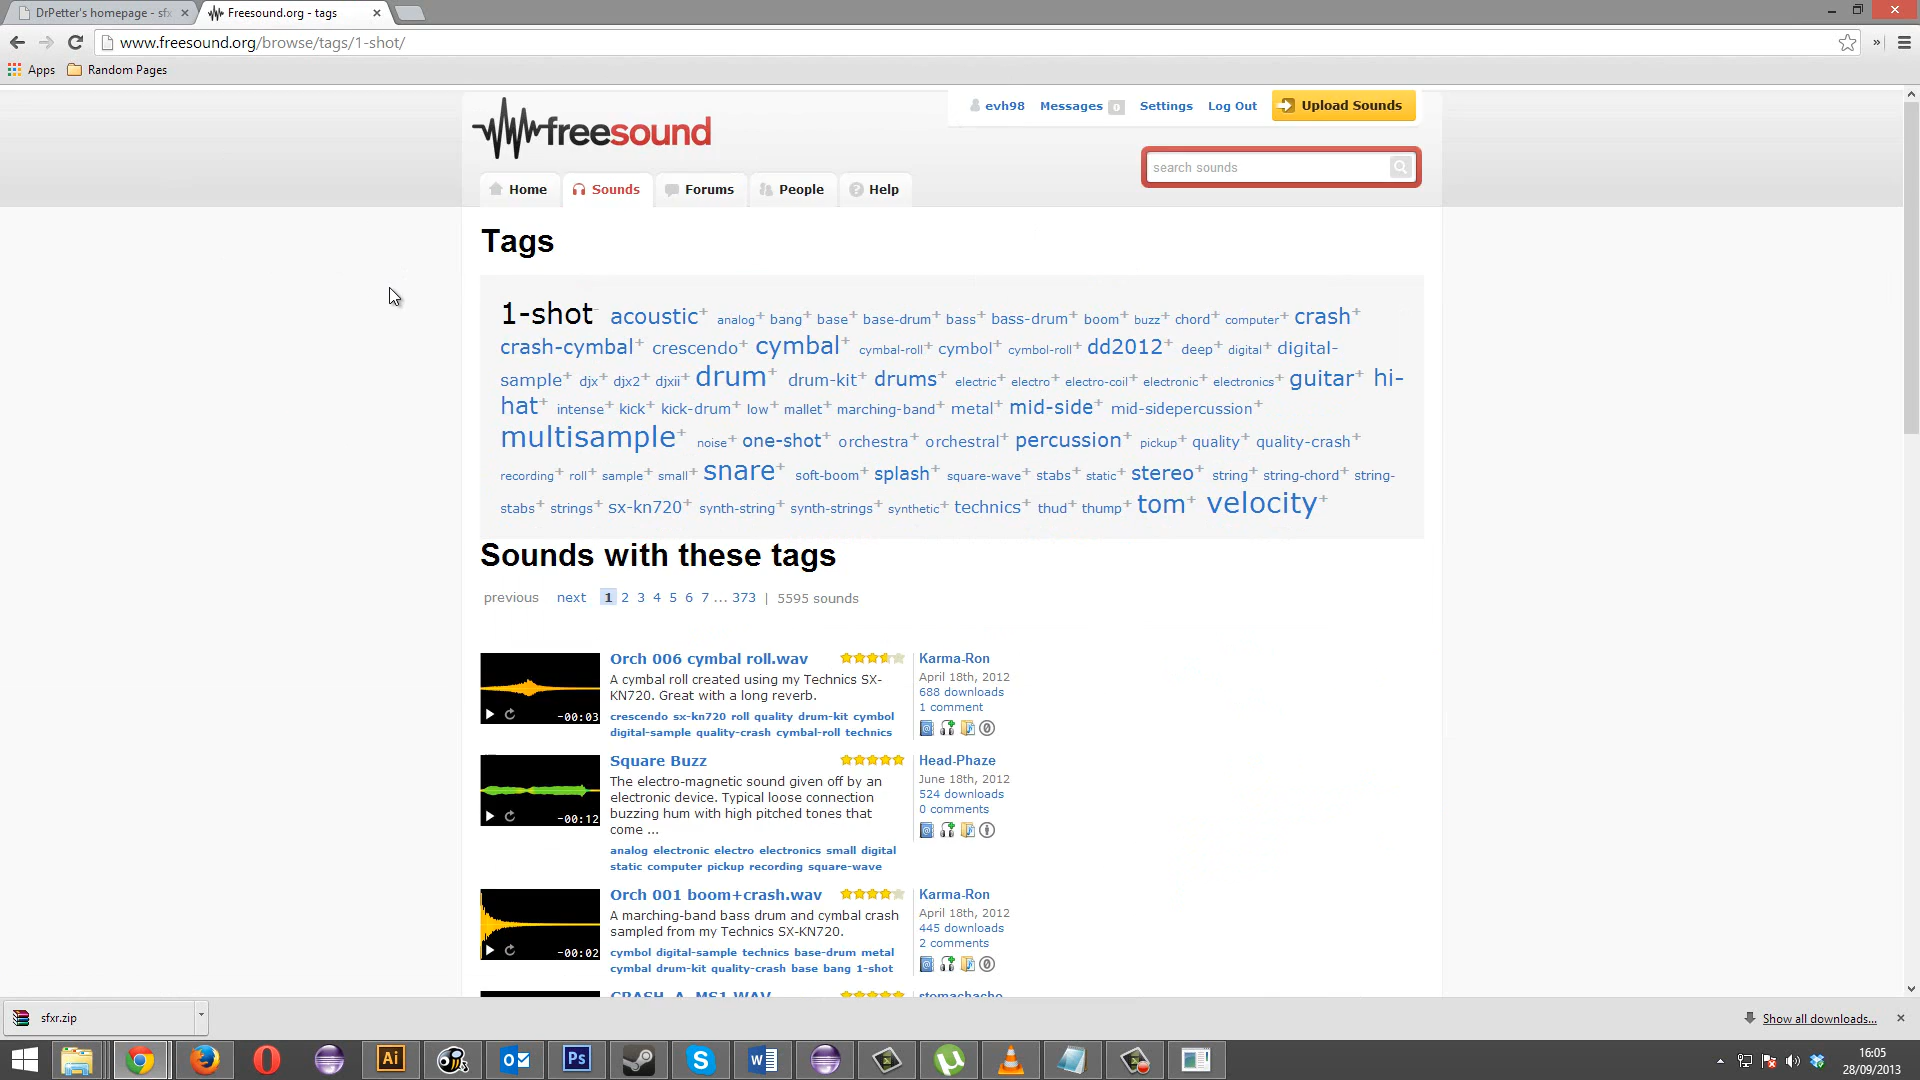 DrPetter's homepage - sfx
Freesound.org - tags
www.freesound.org/browse/tags/1-shot/
Apps Random Pages
evh98 Messages 0 Settings Log Out Upload Sounds
freesound
search sounds
Home Sounds Forums People Help
Tags
1-shot- acoustic+ analog+ bang+ base+ base-drum+ bass+ bass-drum+ boom+ buzz+ chord+ computer+ crash+
crash-cymbal+ crescendo+ cymbal+ cymbal-roll+ cymbol+ cymbol-roll+ dd2012+ deep+ digital+ digital-
sample+ djx+ djx2+ djxii+ drum+ drum-kit+ drums+ electric+ electro+ electro-coil+ electronic+ electronics+ guitar+ hi-
hat+ intense+ kick+ kick-drum+ low+ mallet+ marching-band+ metal+ mid-side+ mid-sidepercussion+
multisample+ noise+ one-shot+ orchestra+ orchestral+ percussion+ pickup+ quality+ quality-crash+
recording+ roll+ sample+ small+ snare+ soft-boom+ splash+ square-wave+ stabs+ static+ stereo+ string+ string-chord+ string-
stabs+ strings+ sx-kn720+ synth-string+ synth-strings+ synthetic+ technics+ thud+ thump+ tom+ velocity+
Sounds with these tags
previous next 1 2 3 4 5 6 7 ... 373 | 5595 sounds
-00:03
Orch 006 cymbal roll.wav
A cymbal roll created using my Technics SX-
KN720. Great with a long reverb.
crescendo sx-kn720 roll quality drum-kit cymbol
digital-sample quality-crash cymbal-roll technics
Karma-Ron
April 18th, 2012
688 downloads
1 comment
-00:12
Square Buzz
The electro-magnetic sound given off by an
electronic device. Typical loose connection
buzzing hum with high pitched tones that
come ...
analog electronic electro electronics small digital
static computer pickup recording square-wave
Head-Phaze
June 18th, 2012
524 downloads
0 comments
-00:02
Orch 001 boom+crash.wav
A marching-band bass drum and cymbal crash
sampled from my Technics SX-KN720.
cymbol digital-sample technics base-drum metal
cymbal drum-kit quality-crash base bang 1-shot
Karma-Ron
April 18th, 2012
445 downloads
2 comments
CRASH_A_MS1.WAV
stomachache
sfxr.zip
Show all downloads...
Ai Ps
16:05
28/09/2013